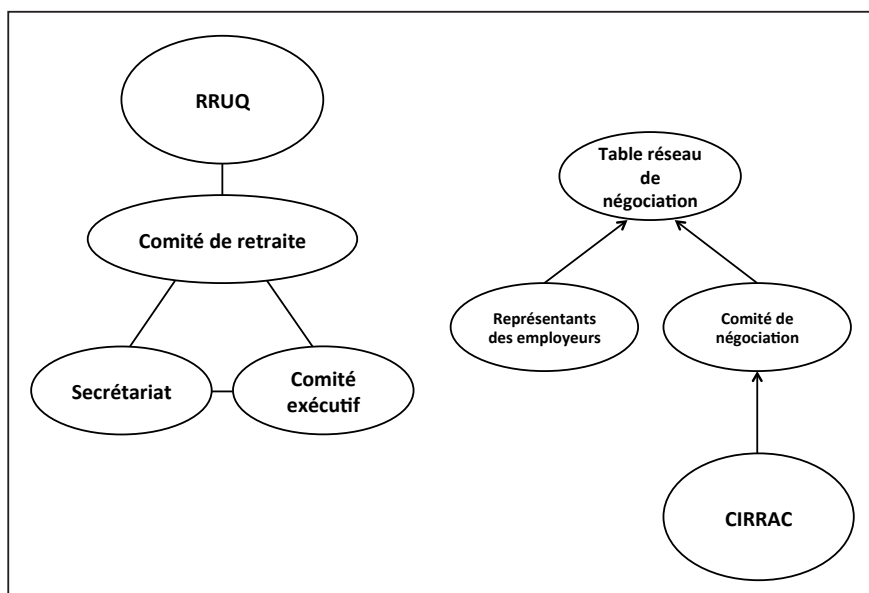 RRUQ
Comité de retraite
Secrétariat
Comité
exécutif
Table réseau
de
négociation
Représentants
des employeurs
Comité de
négociation
CIRRAC